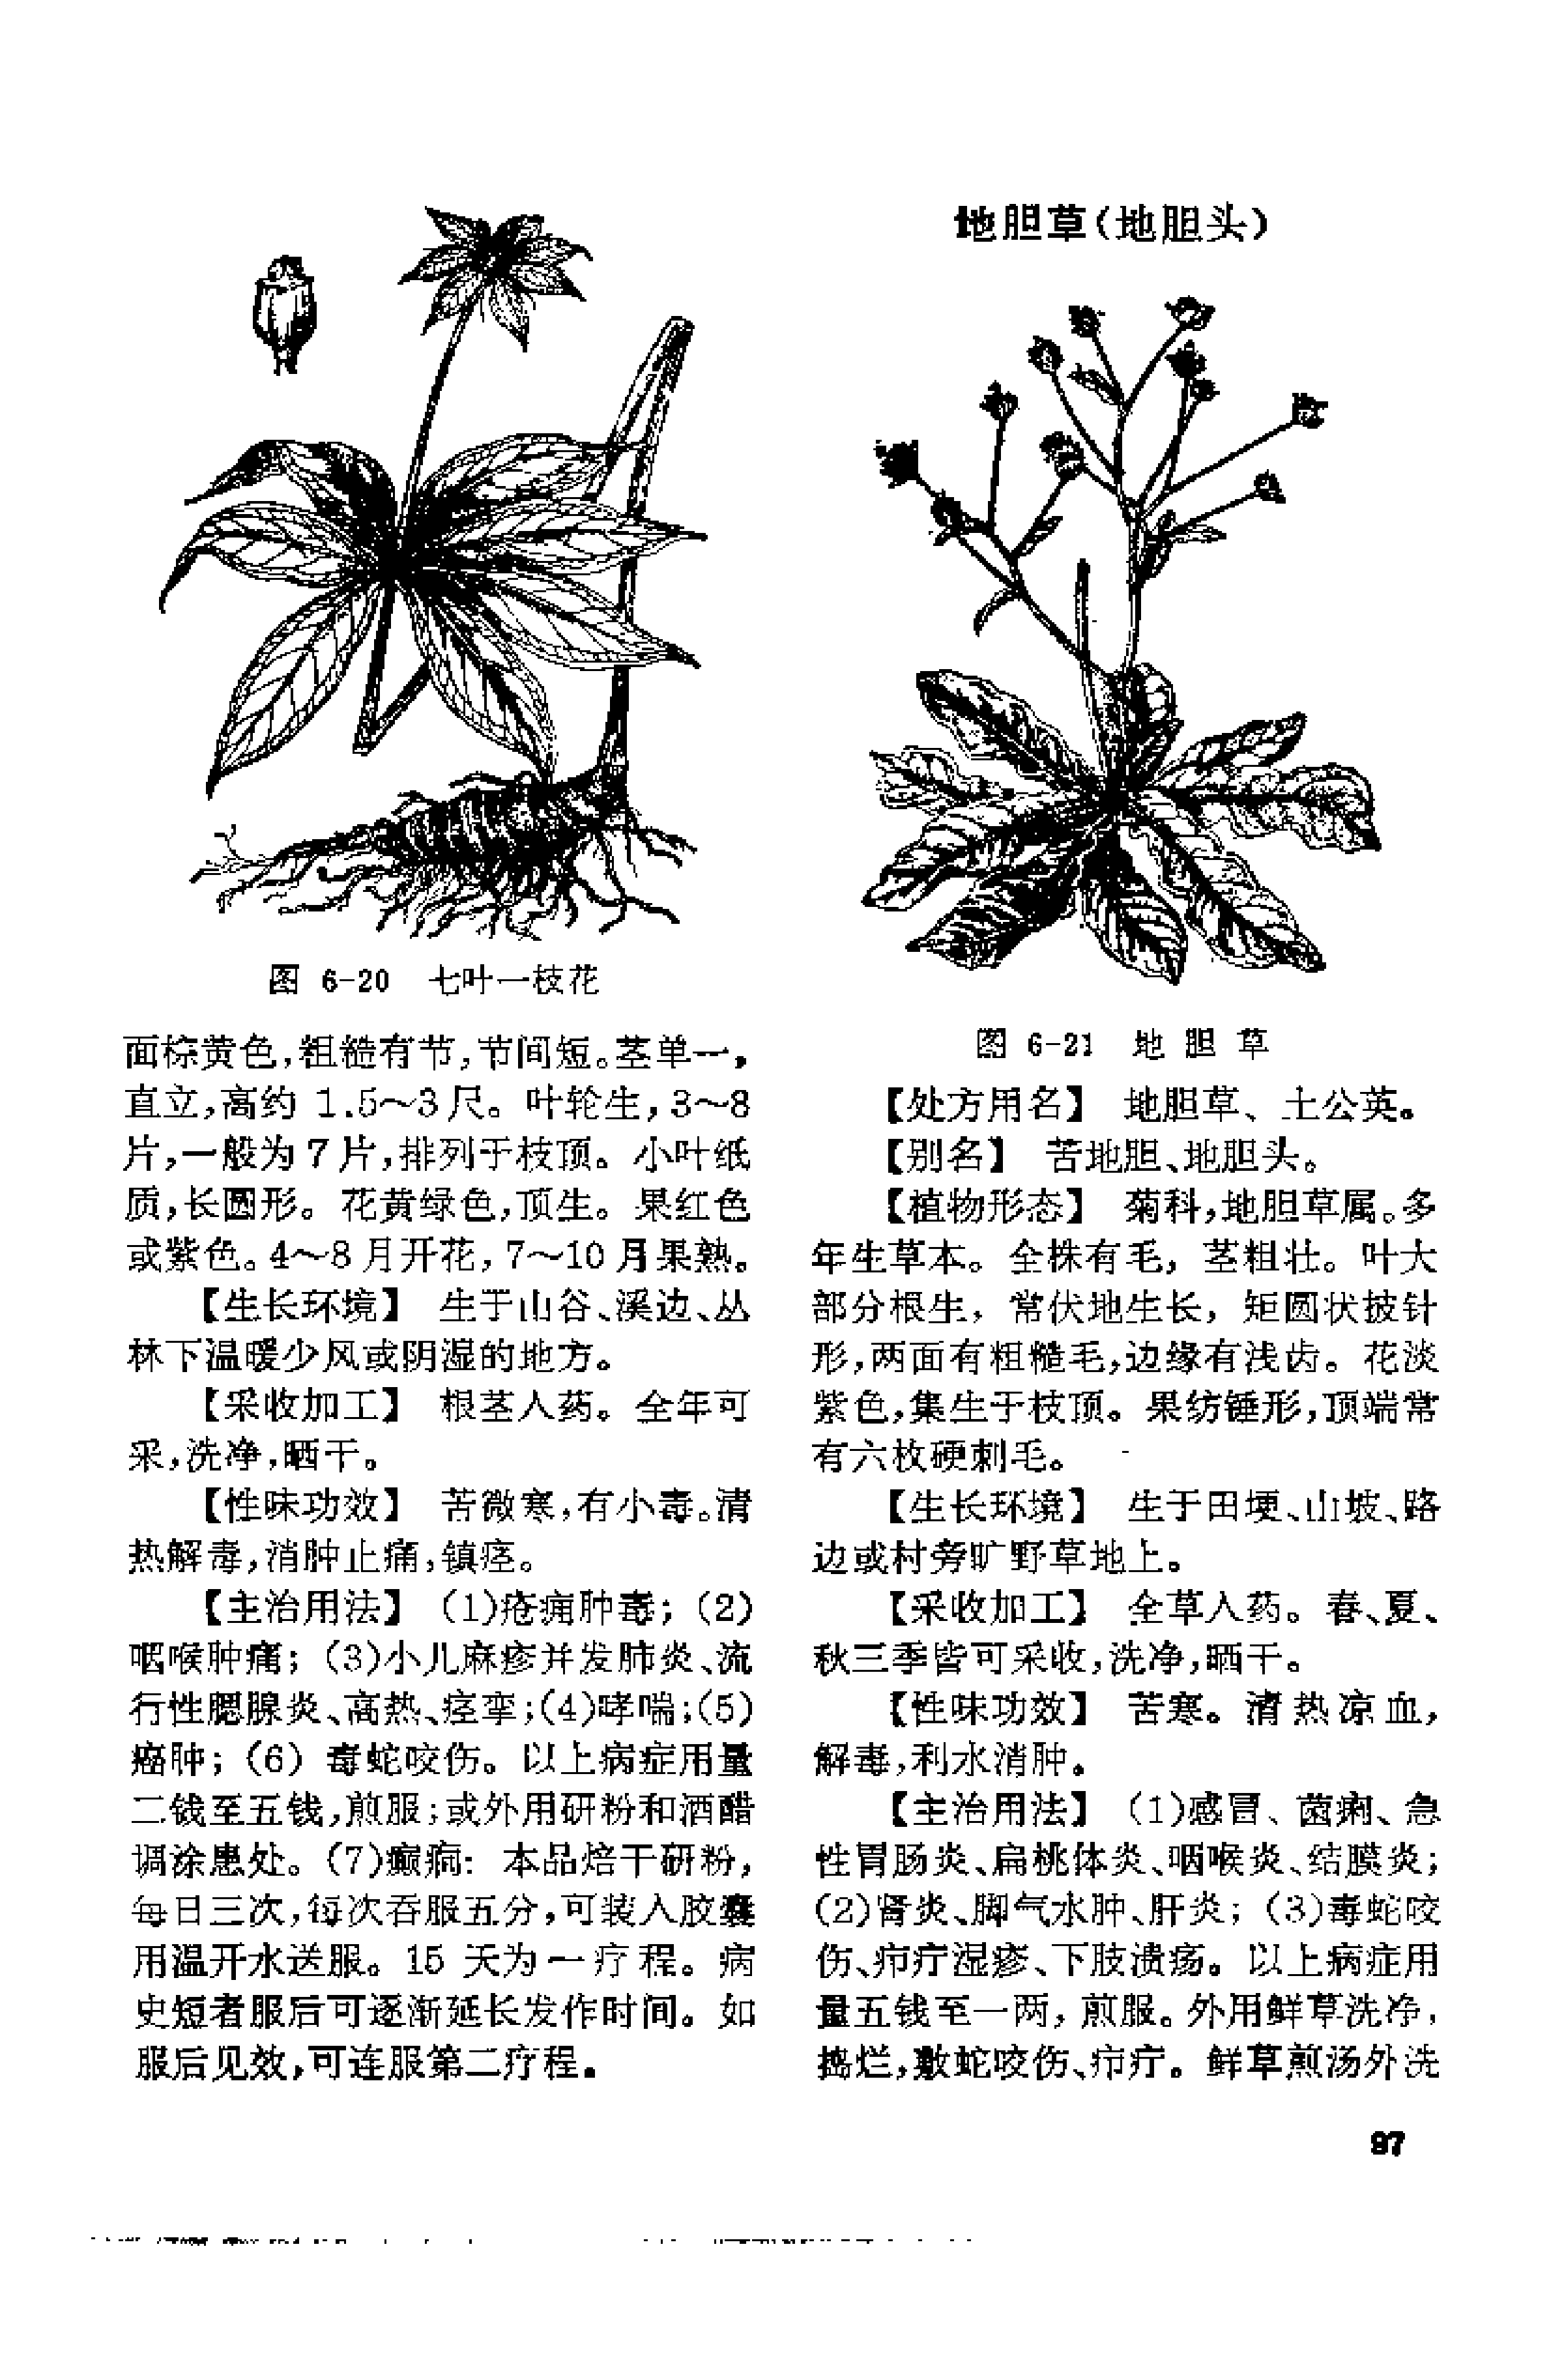 图 6-20 七叶一枝花
面棕黄色,粗糙有节,节间短。茎单一,
直立,高约 1.5～3尺。叶轮生,3～8
片,一般为7片,排列于枝顶。小叶纸
质,长圆形。花黄绿色,顶生。果红色
或紫色。4～8月开花,7～10月果熟。
【生长环境】 生于山谷、溪边、丛
林下温暖少风或阴湿的地方。
【采收加工】 根茎入药。全年可
采,洗净,晒干。
【性味功效】 苦微寒,有小毒。清
热解毒,消肿止痛,镇痉。
【主治用法】 (1)疮痈肿毒;(2)
咽喉肿痛;(3)小儿麻疹并发肺炎、流
行性腮腺炎、高热、痉挛;(4)哮喘;(5)
癌肿;(6)毒蛇咬伤。以上病症用量
二钱至五钱,煎服;或外用研粉和酒醋
调涂患处。(7)癫痫:本品焙干研粉,
每日三次,每次吞服五分,可装入胶囊
用温开水送服。15 天为一疗程。病
史短者服后可逐渐延长发作时间。如
服后见效,可连服第二疗程。
地胆草(地胆头)
图 6-21 地胆草
【处方用名】 地胆草、土公英。
【别名】 苦地胆、地胆头。
【植物形态】 菊科,地胆草属。多
年生草本。全株有毛,茎粗壮。叶大
部分根生,常伏地生长,矩圆状披针
形,两面有粗糙毛,边缘有浅齿。花淡
紫色,集生于枝顶。果纺锤形,顶端常
有六枚硬刺毛。
【生长环境】 生于田埂、山坡、路
边或村旁旷野草地上。
【采收加工】 全草入药。春、夏、
秋三季皆可采收,洗净,晒干。
【性味功效】 苦寒。清热凉血,
解毒,利水消肿。
【主治用法】 (1)感冒、菌痢、急
性胃肠炎、扁桃体炎、咽喉炎、结膜炎;
(2)肾炎、脚气水肿、肝炎;(3)毒蛇咬
伤、疖疔湿疹、下肢溃疡。以上病症用
量五钱至一两,煎服。外用鲜草洗净,
捣烂,敷蛇咬伤、疖疔。鲜草煎汤外洗
97